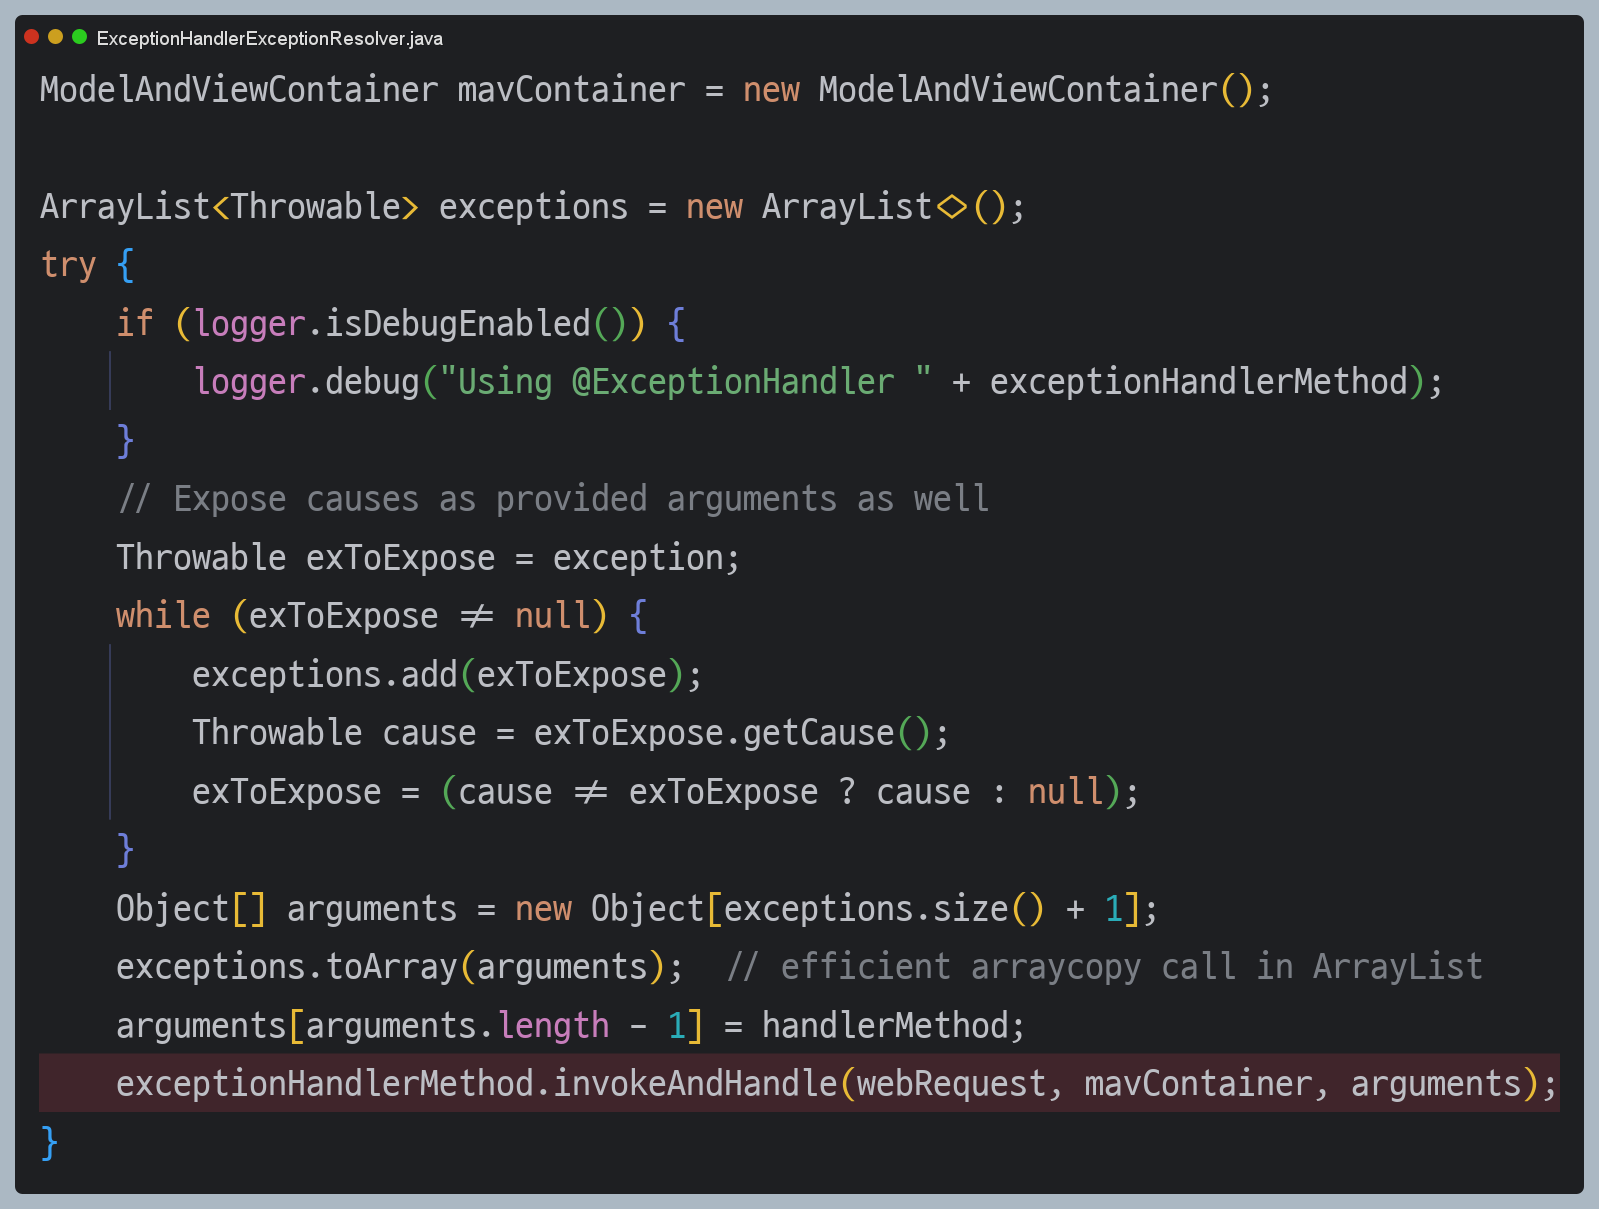 ExceptionHandlerExceptionResolver.java
ModelAndViewContainer mavContainer = new ModelAndViewContainer();
ArrayList<Throwable> exceptions = new ArrayList<>();
try {
    if (logger.isDebugEnabled()) {
        logger.debug("Using @ExceptionHandler " + exceptionHandlerMethod);
    }
    // Expose causes as provided arguments as well
    Throwable exToExpose = exception;
    while (exToExpose != null) {
        exceptions.add(exToExpose);
        Throwable cause = exToExpose.getCause();
        exToExpose = (cause != exToExpose ? cause : null);
    }
    Object[] arguments = new Object[exceptions.size() + 1];
    exceptions.toArray(arguments);  // efficient arraycopy call in ArrayList
    arguments[arguments.length - 1] = handlerMethod;
    exceptionHandlerMethod.invokeAndHandle(webRequest, mavContainer, arguments);
}